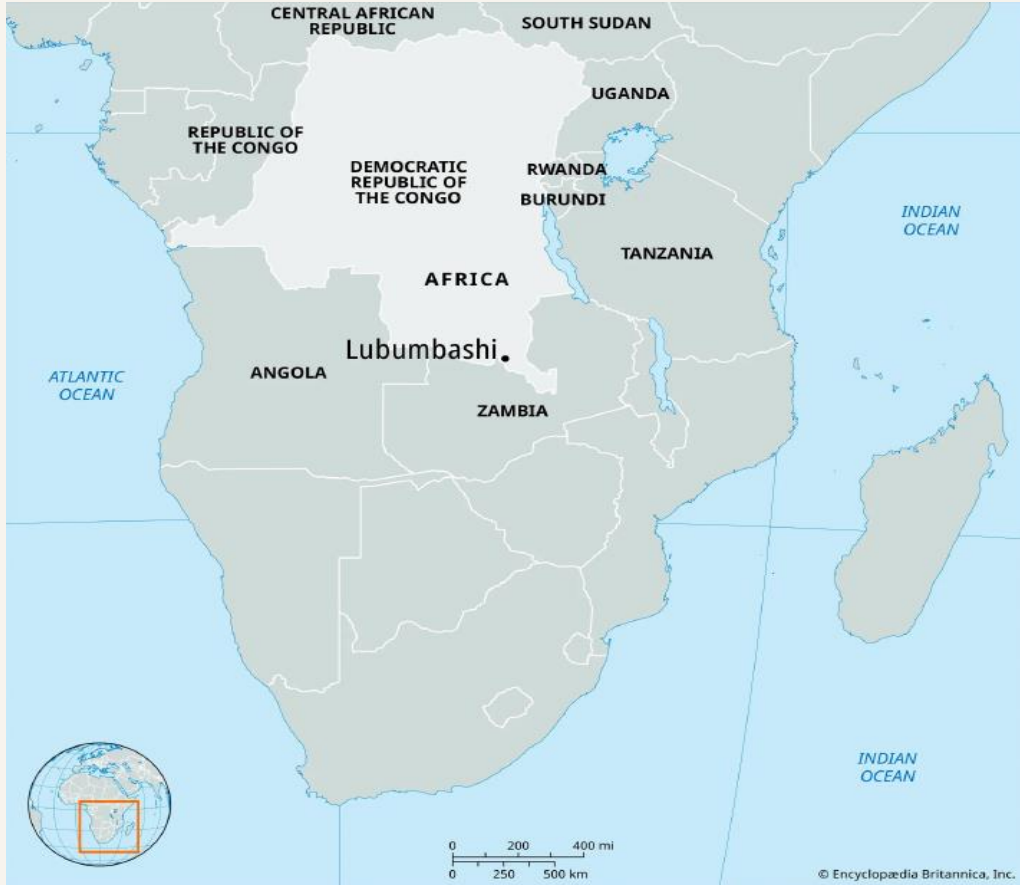 CENTRAL AFRICAN
REPUBLIC
SOUTH SUDAN
UGANDA
REPUBLIC OF
THE CONGO
DEMOCRATIC
REPUBLIC OF
THE CONGO
RWANDA
BURUNDI
INDIAN
OCEAN
TANZANIA
AFRICA
Lubumbashi
ATLANTIC
OCEAN
ANGOLA
ZAMBIA
INDIAN
OCEAN
0 200 400 mi
0 250 500 km
© Encyclopædia Britannica, Inc.